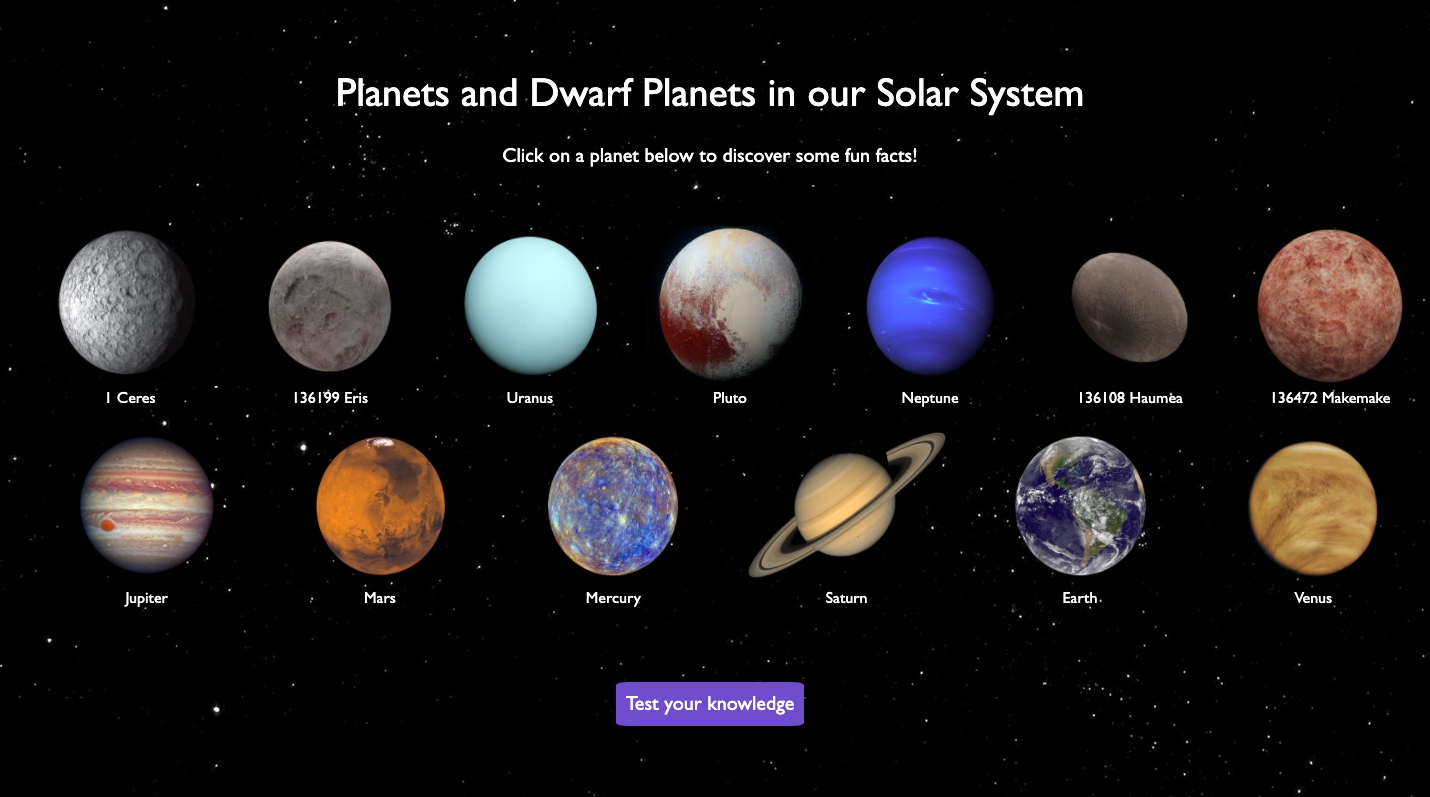 Planets and Dwarf Planets in our Solar System
Click on a planet below to discover some fun facts!
1 Ceres
136199 Eris
Uranus
Pluto
Neptune
136108 Haumea
136472 Makemake
Jupiter
Mars
Mercury
Saturn
Earth
Venus
Test your knowledge